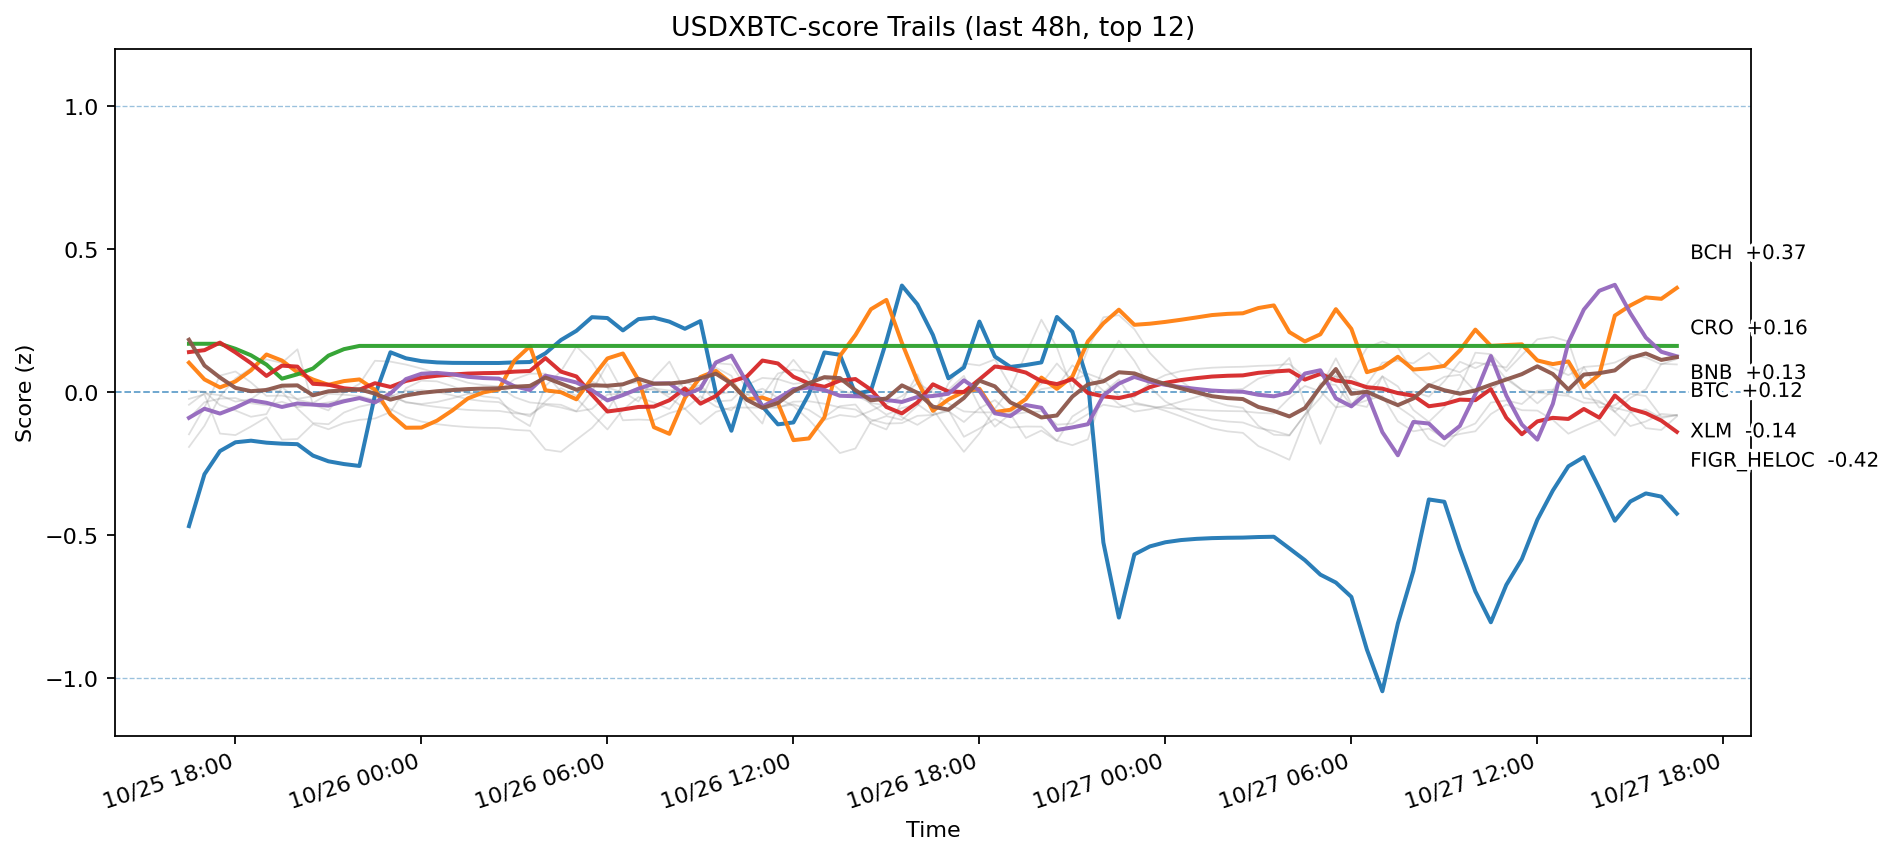 USDXBTC-score Trails (last 48h, top 12)
Score (z)
1.0
0.5
0.0
−0.5
−1.0
BCH +0.37
CRO +0.16
BNB +0.13
BTC +0.12
XLM -0.14
FIGR_HELOC -0.42
10/25 18:00
10/26 00:00
10/26 06:00
10/26 12:00
10/26 18:00
10/27 00:00
10/27 06:00
10/27 12:00
10/27 18:00
Time